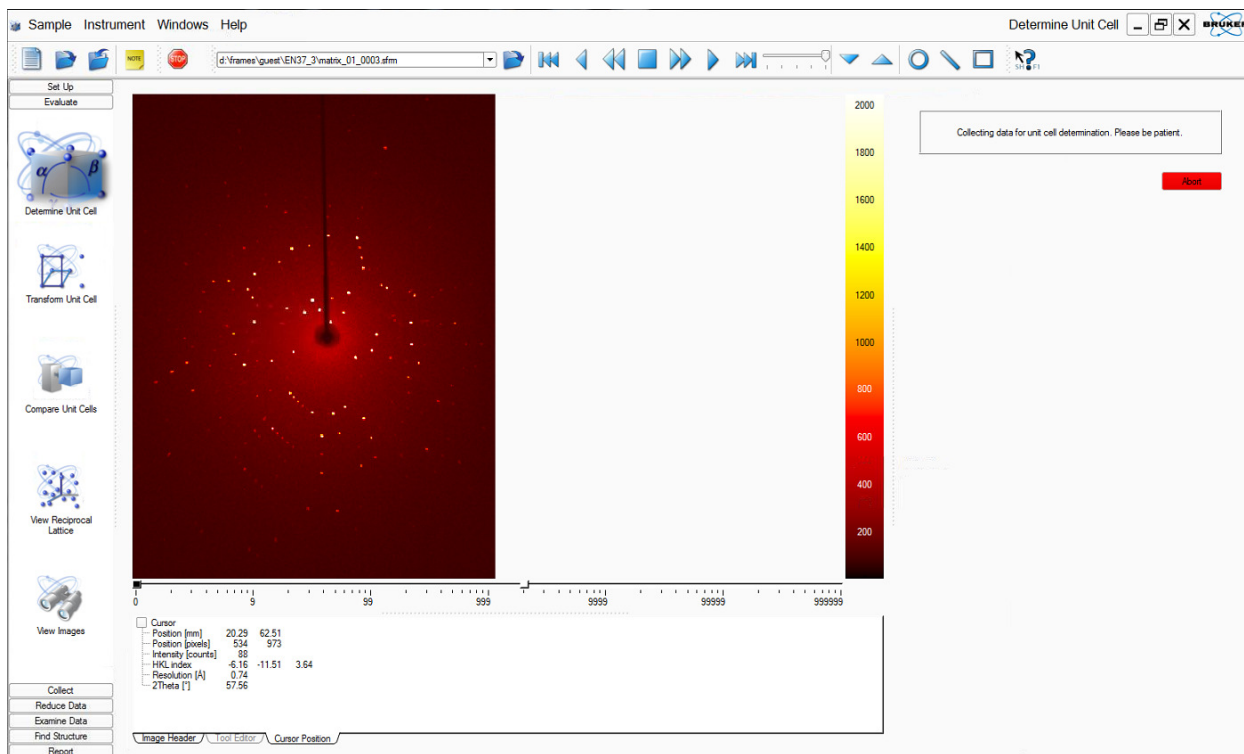 Sample Instrument Windows Help
Determine Unit Cell
BRUKER
NOTE
STOP
d:\frames\guest\EN37_3\matrix_01_0003.sfrm
SH F1
Set Up
Evaluate
α β
Determine Unit Cell
Transform Unit Cell
Compare Unit Cells
View Reciprocal
Lattice
View Images
Collect
Reduce Data
Examine Data
Find Structure
Report
2000
1800
1600
1400
1200
1000
800
600
400
200
Collecting data for unit cell determination. Please be patient.
Abort
0 9 99 999 9999 99999 999999
Cursor
Position [mm] 20.29 62.51
Position [pixels] 534 973
Intensity [counts] 88
HKL index -6.16 -11.51 3.64
Resolution [Å] 0.74
2Theta [°] 57.56
Image Header Tool Editor Cursor Position